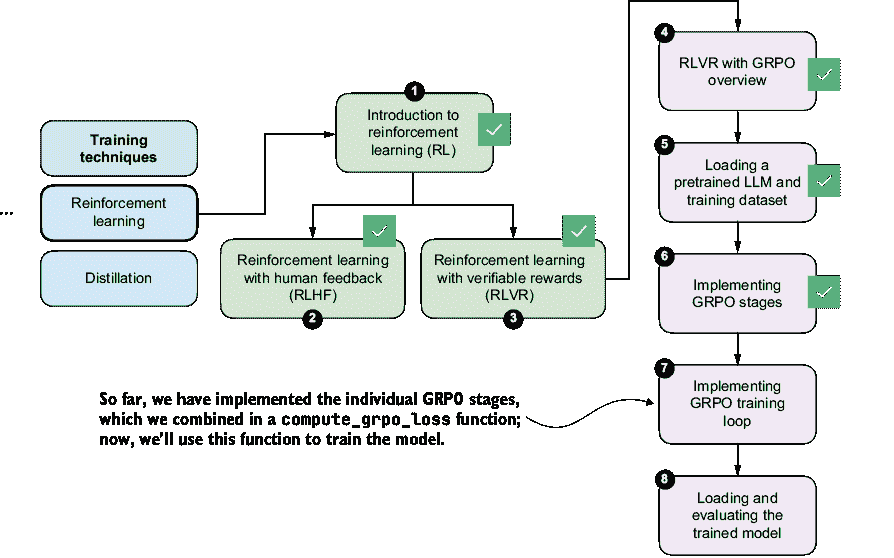 Training
techniques
...
Reinforcement
learning
Distillation
1
Introduction to
reinforcement
learning (RL)
Reinforcement learning
with human feedback
(RLHF)
2
Reinforcement learning
with verifiable rewards
(RLVR)
3
4
RLVR with GRPO
overview
5
Loading a
pretrained LLM and
training dataset
6
Implementing
GRPO stages
So far, we have implemented the individual GRPO stages,
which we combined in a compute_grpo_loss function;
now, we'll use this function to train the model.
7
Implementing
GRPO training
loop
8
Loading and
evaluating the
trained model